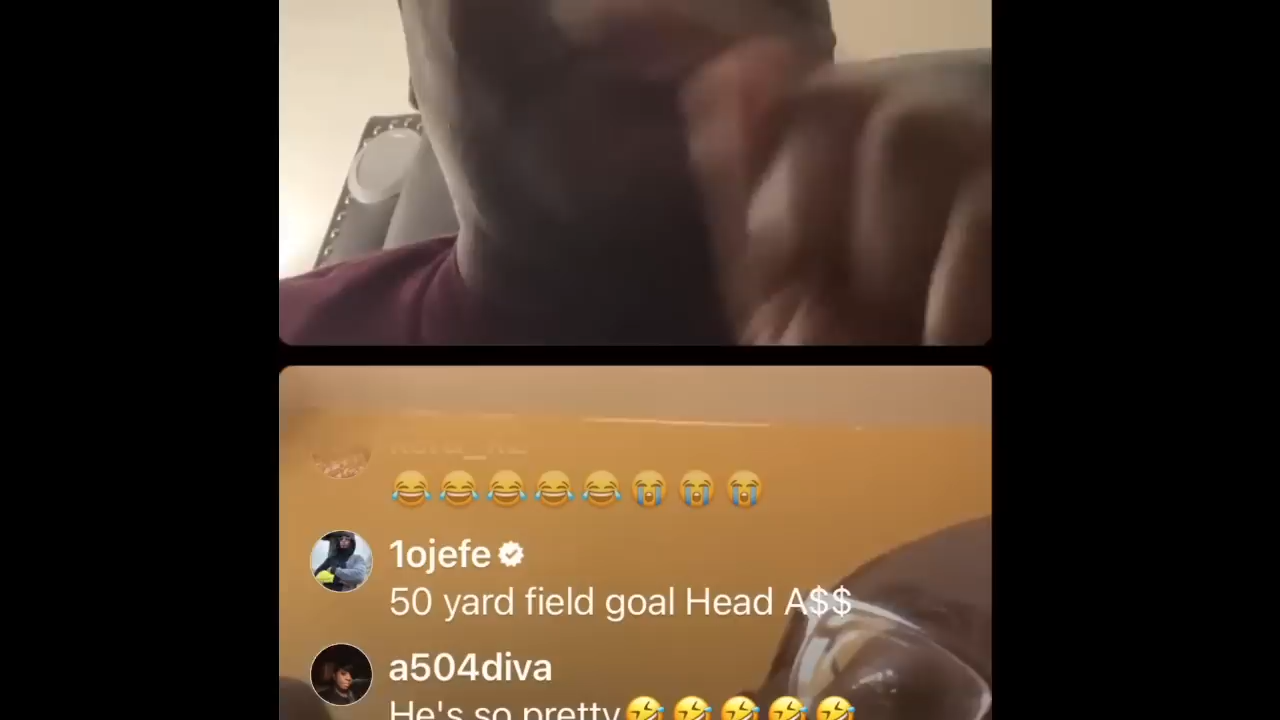 😂😂😂😂😂😭😭😭
1ojefe
50 yard field goal Head A$$
a504diva
He's so pretty🤣🤣🤣🤣🤣